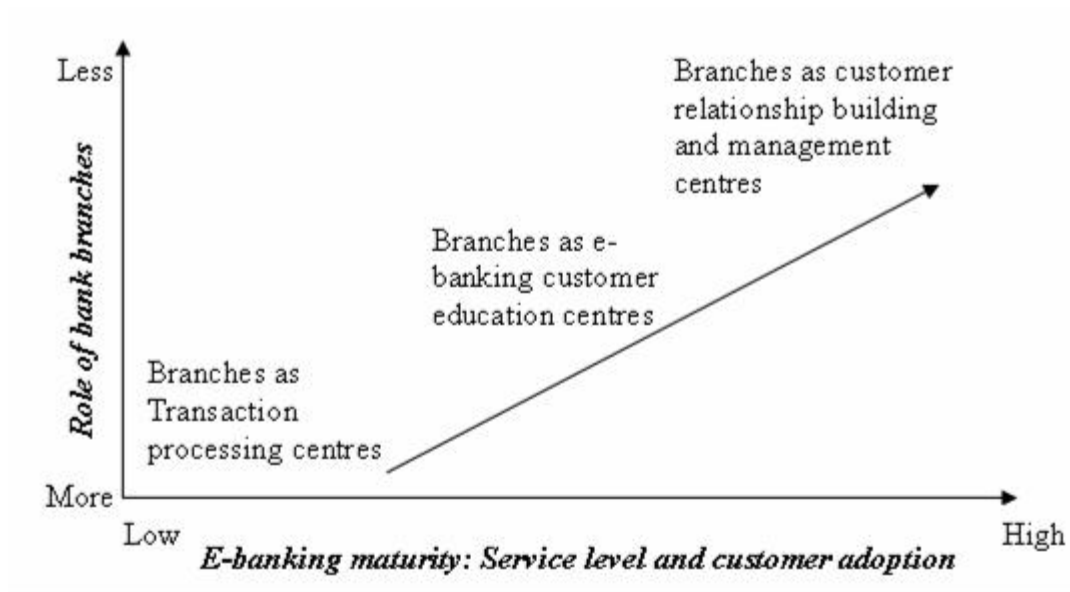 Less
Branches as customer
relationship building
and management
centres
Role of bank branches
Branches as e-
banking customer
education centres
Branches as
Transaction
processing centres
More
Low
High
E-banking maturity: Service level and customer adoption